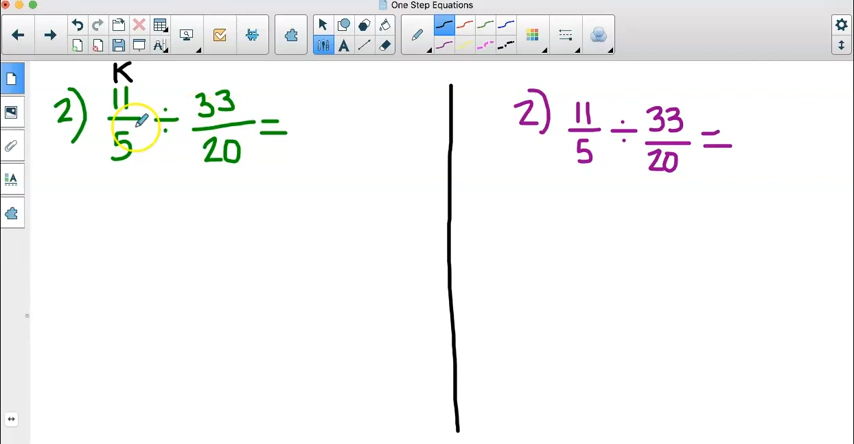 One Step Equations
K
2) 11/5 ÷ 33/20 =
2) 11/5 ÷ 33/20 =